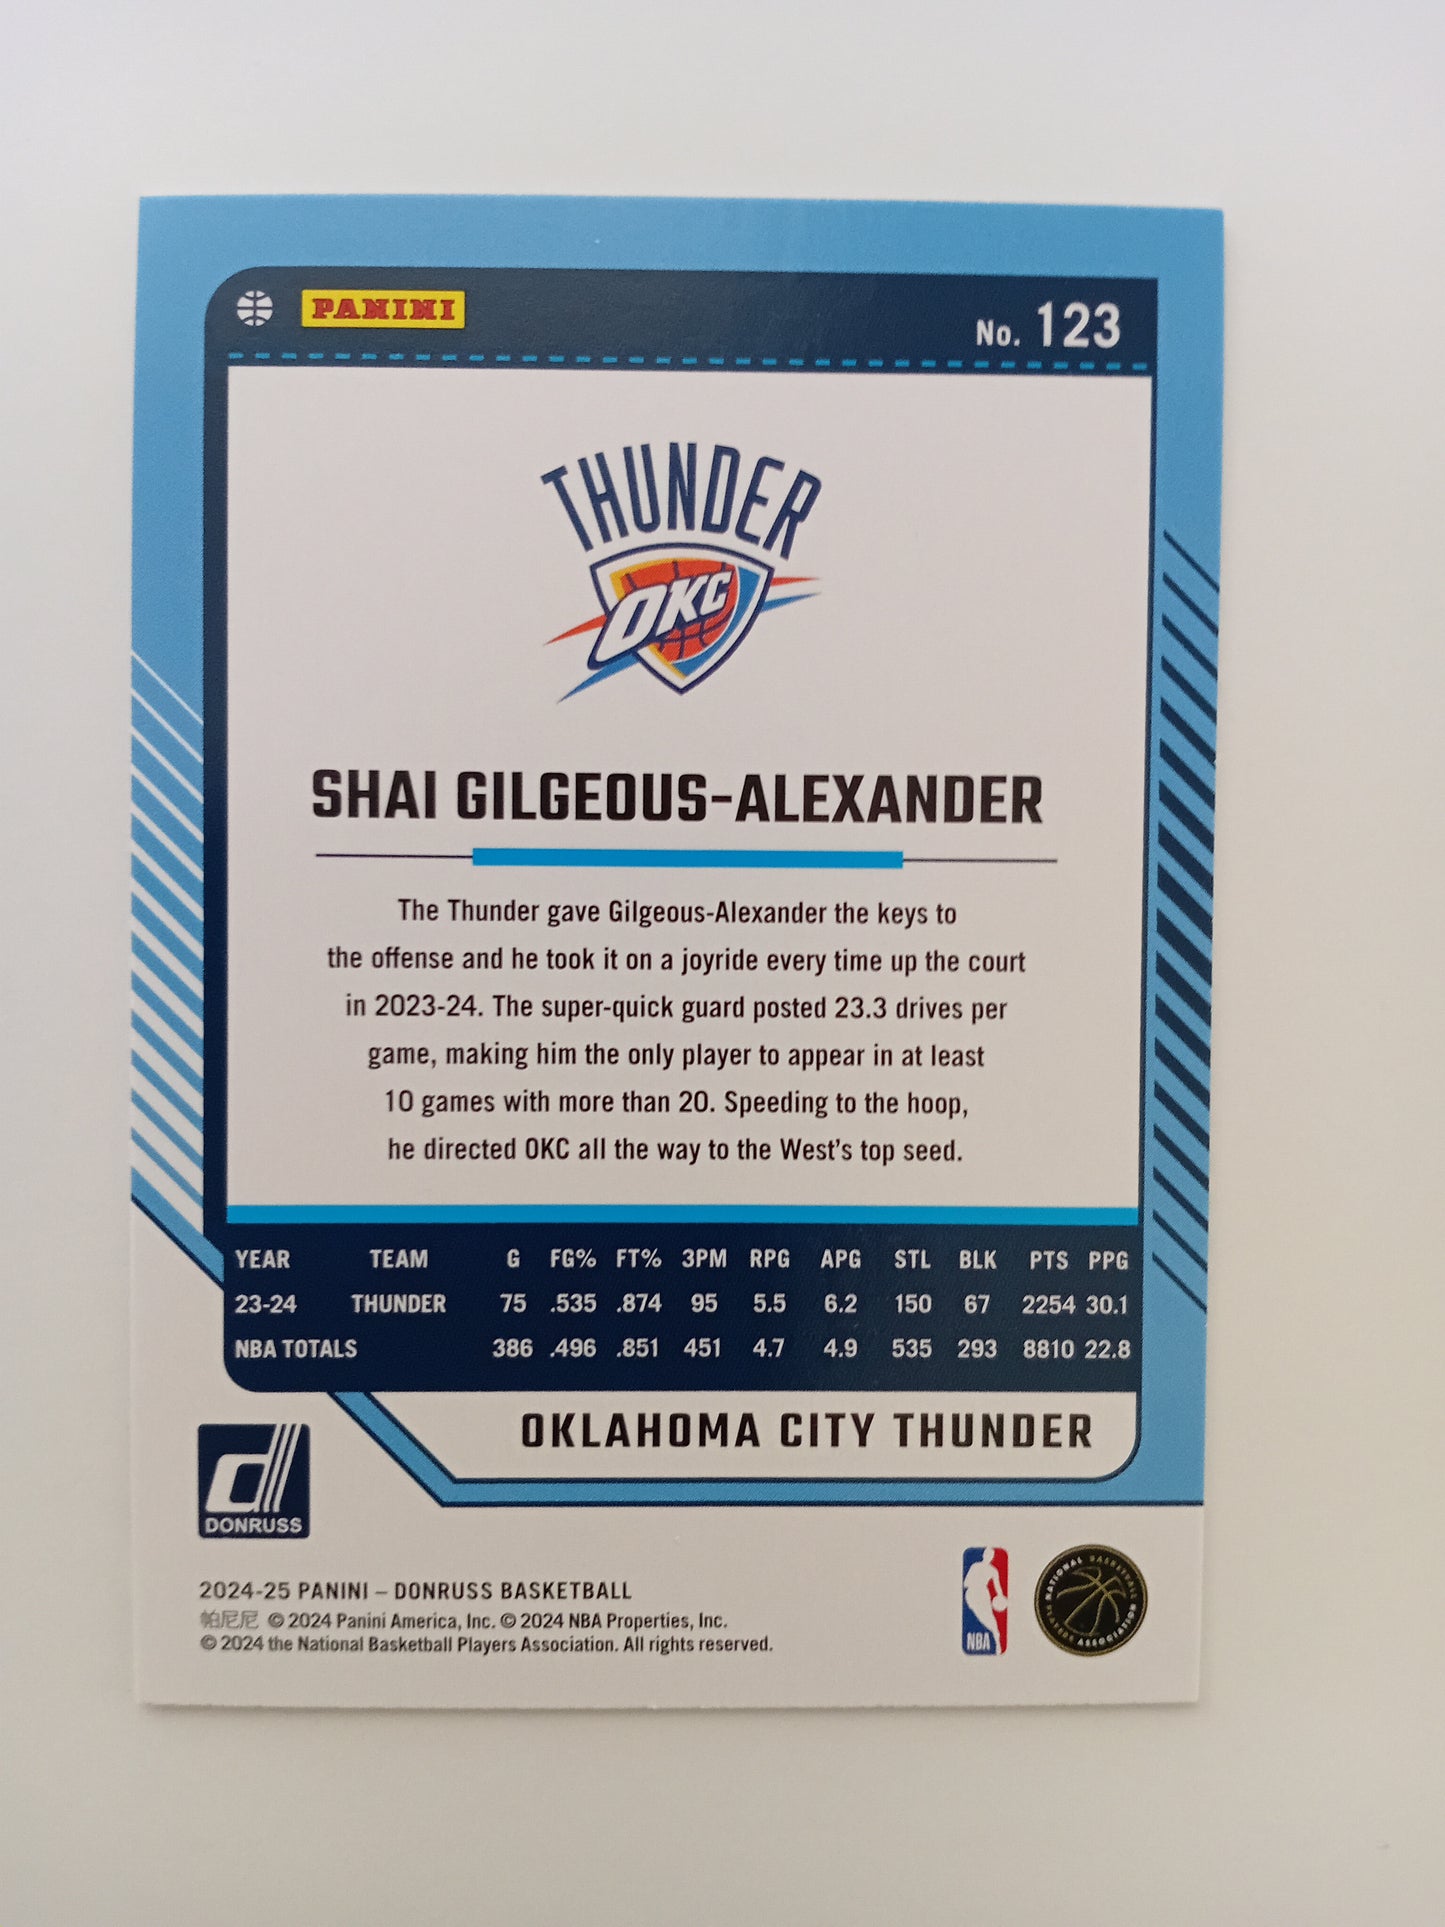 PANINI
No. 123
THUNDER
OKC
SHAI GILGEOUS-ALEXANDER
The Thunder gave Gilgeous-Alexander the keys to
the offense and he took it on a joyride every time up the court
in 2023-24. The super-quick guard posted 23.3 drives per
game, making him the only player to appear in at least
10 games with more than 20. Speeding to the hoop,
he directed OKC all the way to the West's top seed.
YEAR TEAM G FG% FT% 3PM RPG APG STL BLK PTS PPG
23-24 THUNDER 75 .535 .874 95 5.5 6.2 150 67 2254 30.1
NBA TOTALS 386 .496 .851 451 4.7 4.9 535 293 8810 22.8
OKLAHOMA CITY THUNDER
DONRUSS
2024-25 PANINI – DONRUSS BASKETBALL
帕尼尼 © 2024 Panini America, Inc. © 2024 NBA Properties, Inc.
© 2024 the National Basketball Players Association. All rights reserved.
NBA
NATIONAL BASKETBALL PLAYERS ASSOCIATION